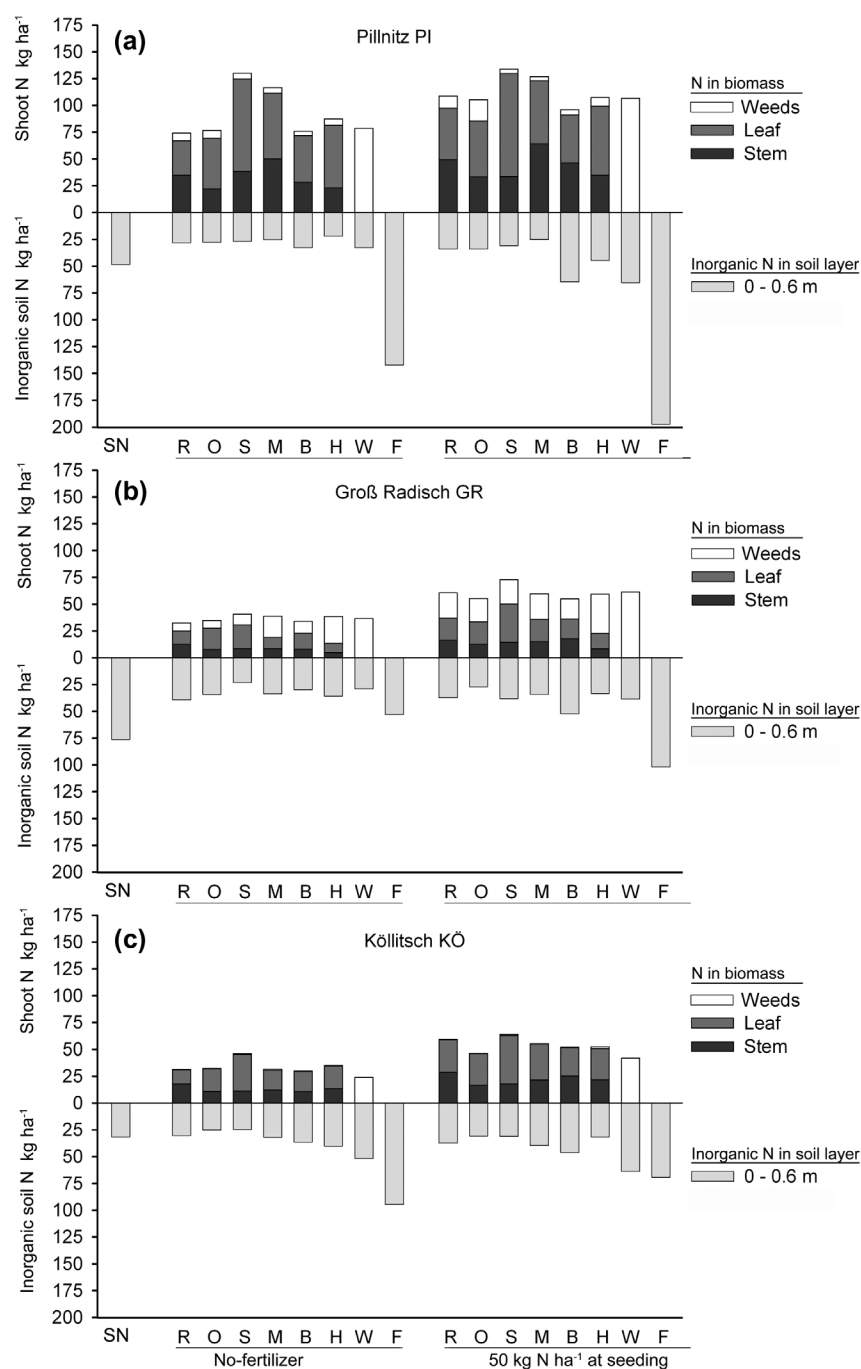 (a)
Pillnitz PI
Shoot N kg ha⁻¹
Inorganic soil N kg ha⁻¹
175
150
125
100
75
50
25
0
25
50
75
100
125
150
175
200
N in biomass
Weeds
Leaf
Stem
Inorganic N in soil layer
0 - 0.6 m
SN R O S M B H W F R O S M B H W F
(b)
Groß Radisch GR
Shoot N kg ha⁻¹
Inorganic soil N kg ha⁻¹
175
150
125
100
75
50
25
0
25
50
75
100
125
150
175
200
N in biomass
Weeds
Leaf
Stem
Inorganic N in soil layer
0 - 0.6 m
SN R O S M B H W F R O S M B H W F
(c)
Köllitsch KÖ
Shoot N kg ha⁻¹
Inorganic soil N kg ha⁻¹
175
150
125
100
75
50
25
0
25
50
75
100
125
150
175
200
N in biomass
Weeds
Leaf
Stem
Inorganic N in soil layer
0 - 0.6 m
SN R O S M B H W F R O S M B H W F
No-fertilizer 50 kg N ha⁻¹ at seeding